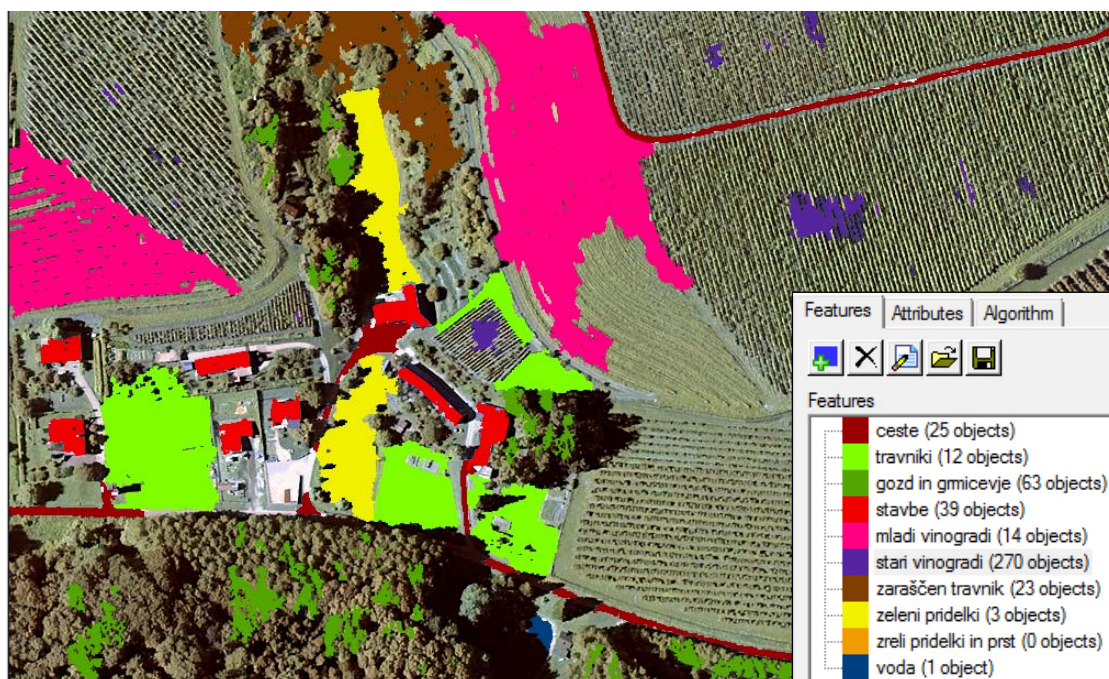 Features Attributes Algorithm
Features
ceste (25 objects)
travniki (12 objects)
gozd in grmicevje (63 objects)
stavbe (39 objects)
mladi vinogradi (14 objects)
stari vinogradi (270 objects)
zaraščen travnik (23 objects)
zeleni pridelki (3 objects)
zreli pridelki in prst (0 objects)
voda (1 object)